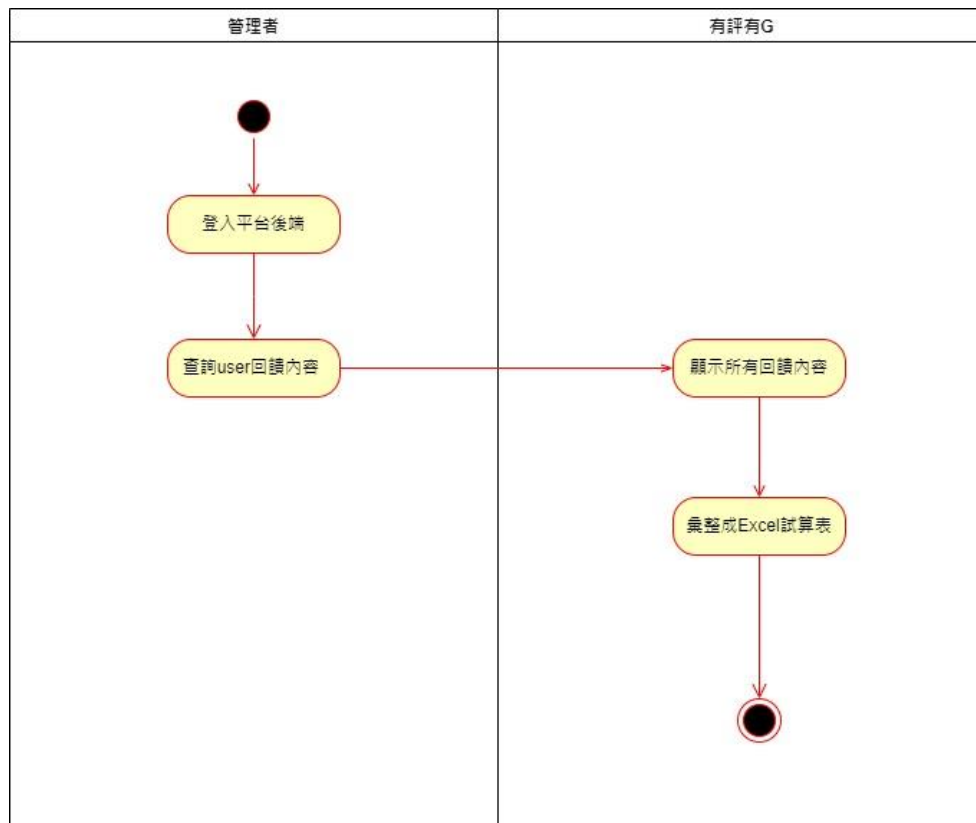 管理者
有評有G
登入平台後端
查詢user回饋內容
顯示所有回饋內容
彙整成Excel試算表